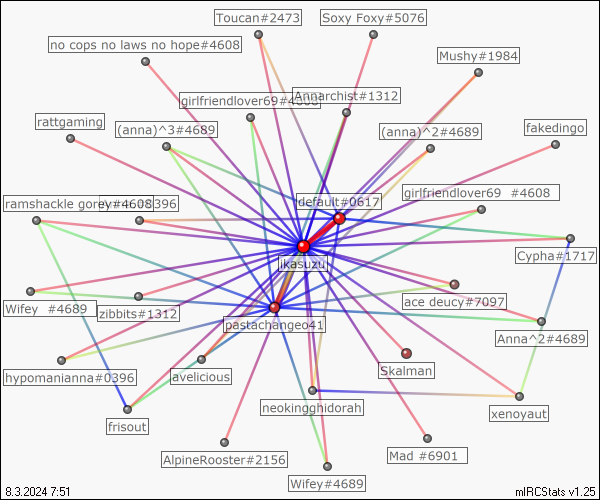 Toucan#2473
Soxy Foxy#5076
no cops no laws no hope#4608
Mushy#1984
girlfriendlover69#4608
Annarchist#1312
rattgaming
(anna)^3#4689
(anna)^2#4689
fakedingo
girlfriendlover69 #4608
default#0617
ramshackle gorey#4608
#0396
Cypha#1717
ikasuzu
Wifey #4689
zibbits#1312
ace deucy#7097
pastachangeo41
Anna^2#4689
hypomanianna#0396
javelicious
Skalman
neokingghidorah
xenoyaut
frisout
AlpineRooster#2156
Mad #6901
Wifey#4689
8.3.2024 7:51
mIRCStats v1.25